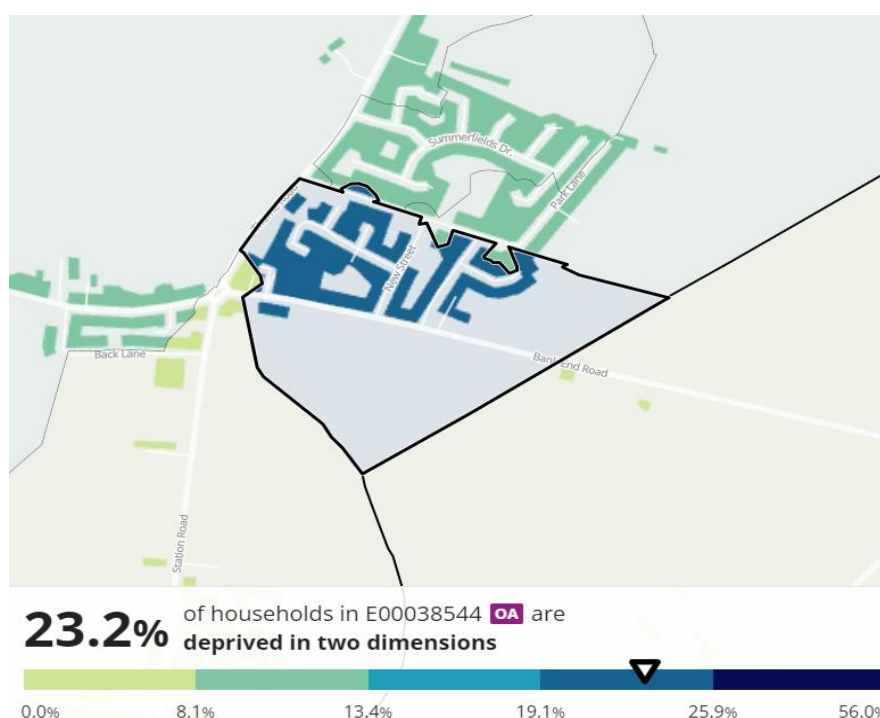 Summerfields Dr.
Park Lane
New Street
Back Lane
Bank End Road
Station Road
23.2% of households in E00038544 OA are
deprived in two dimensions
0.0% 8.1% 13.4% 19.1% 25.9% 56.0%